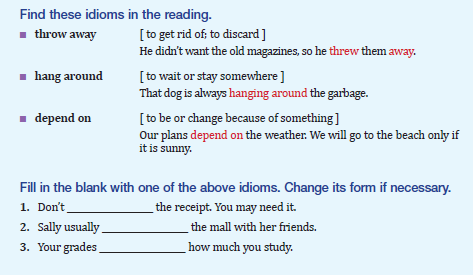 Find these idioms in the reading.
■ throw away [ to get rid of; to discard ]
He didn't want the old magazines, so he threw them away.
■ hang around [ to wait or stay somewhere ]
That dog is always hanging around the garbage.
■ depend on [ to be or change because of something ]
Our plans depend on the weather. We will go to the beach only if
it is sunny.
Fill in the blank with one of the above idioms. Change its form if necessary.
1. Don't ______________ the receipt. You may need it.
2. Sally usually ______________ the mall with her friends.
3. Your grades ______________ how much you study.